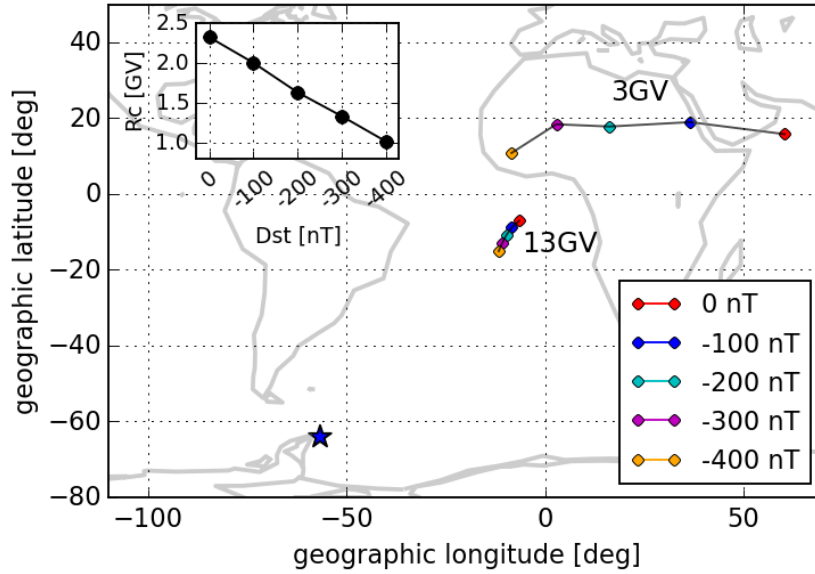 40
20
0
−20
−40
−60
−80
geographic latitude [deg]
−100
−50
0
50
geographic longitude [deg]
2.5
2.0
1.5
1.0
Rc [GV]
0
-100
-200
-300
-400
Dst [nT]
3GV
13GV
0 nT
-100 nT
-200 nT
-300 nT
-400 nT